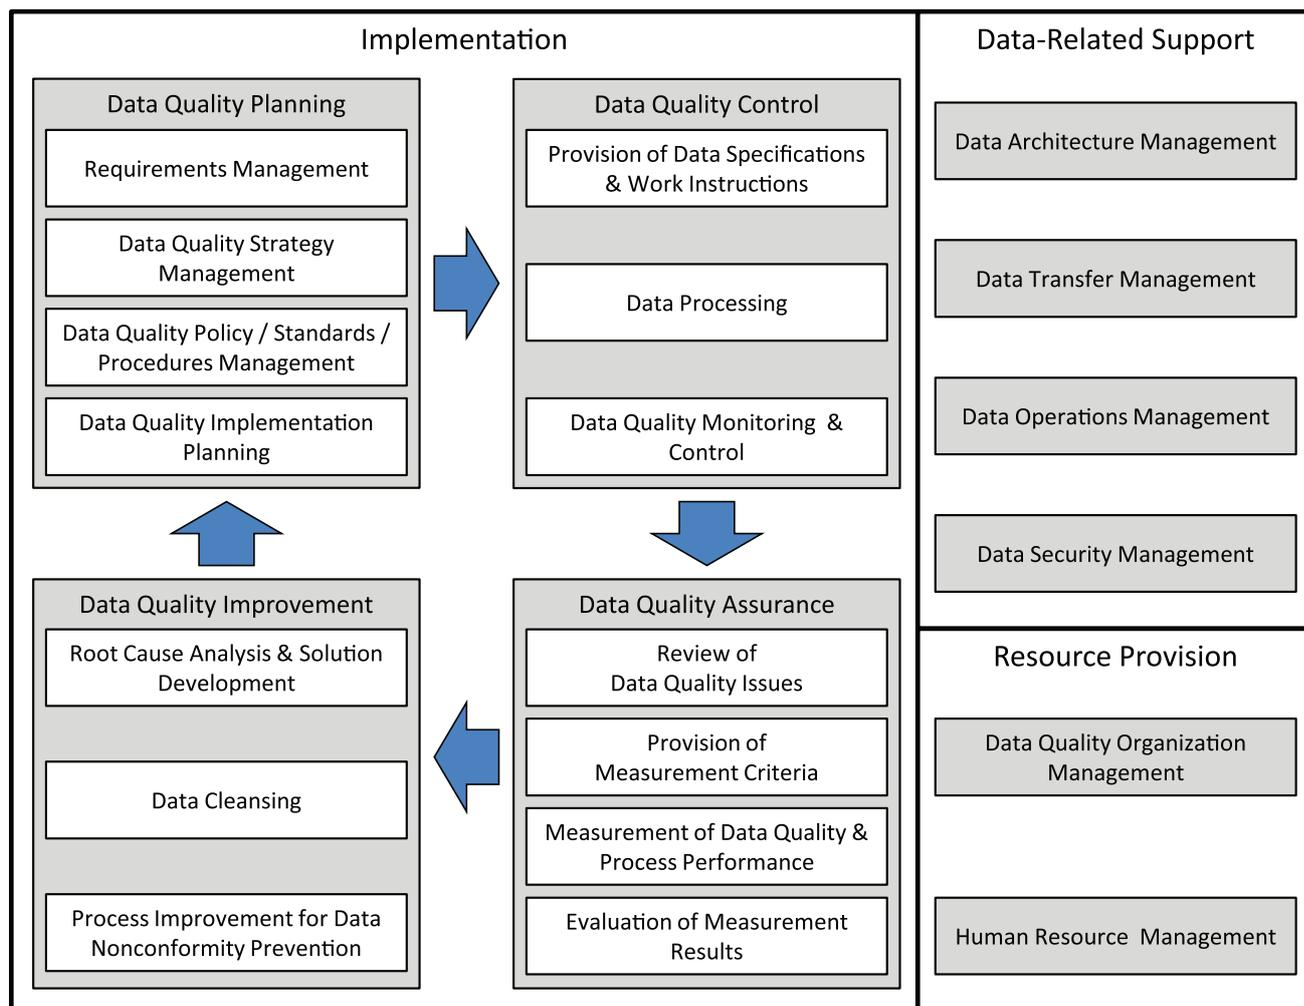 Implementation
Data Quality Planning
Requirements Management
Data Quality Strategy
Management
Data Quality Policy / Standards /
Procedures Management
Data Quality Implementation
Planning
Data Quality Control
Provision of Data Specifications
& Work Instructions
Data Processing
Data Quality Monitoring &
Control
Data Quality Improvement
Root Cause Analysis & Solution
Development
Data Cleansing
Process Improvement for Data
Nonconformity Prevention
Data Quality Assurance
Review of
Data Quality Issues
Provision of
Measurement Criteria
Measurement of Data Quality &
Process Performance
Evaluation of Measurement
Results
Data-Related Support
Data Architecture Management
Data Transfer Management
Data Operations Management
Data Security Management
Resource Provision
Data Quality Organization
Management
Human Resource Management